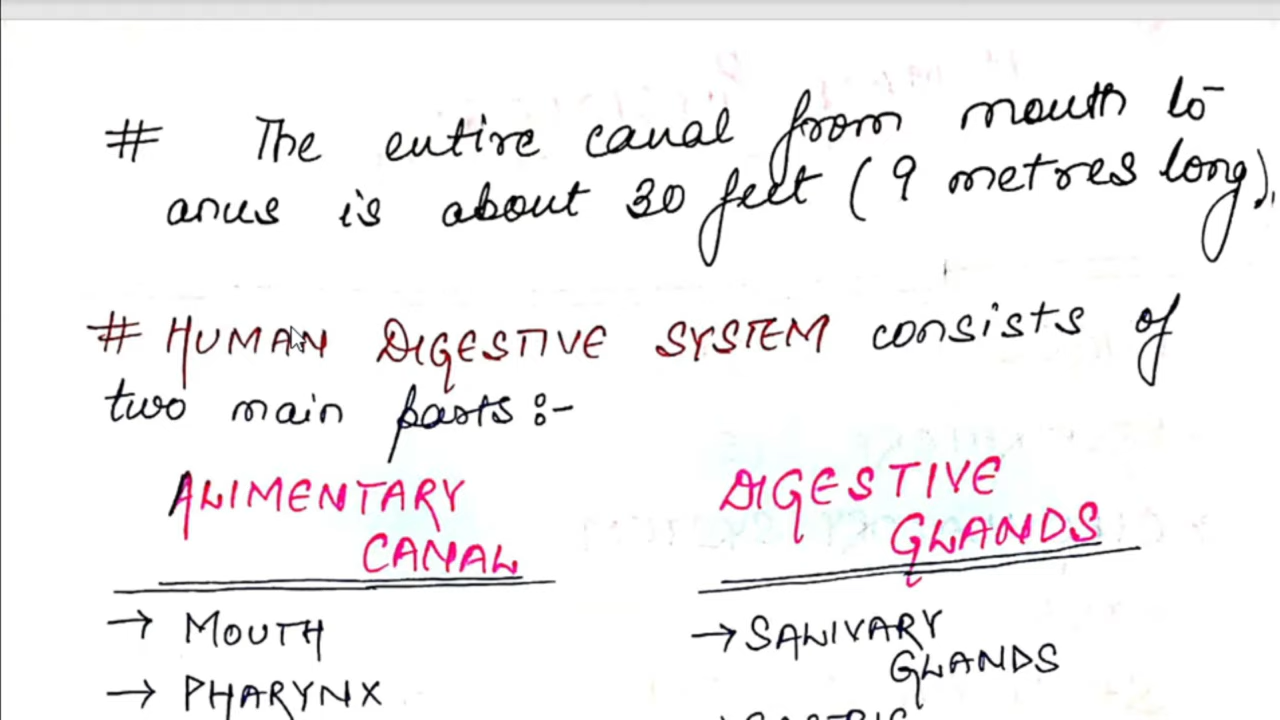 # The entire canal from mouth to
anus is about 30 feet (9 metres long).
# HUMAN DIGESTIVE SYSTEM consists of
two main parts:-
ALIMENTARY
CANAL
DIGESTIVE
GLANDS
→ MOUTH
→ PHARYNX
→ SALIVARY
GLANDS